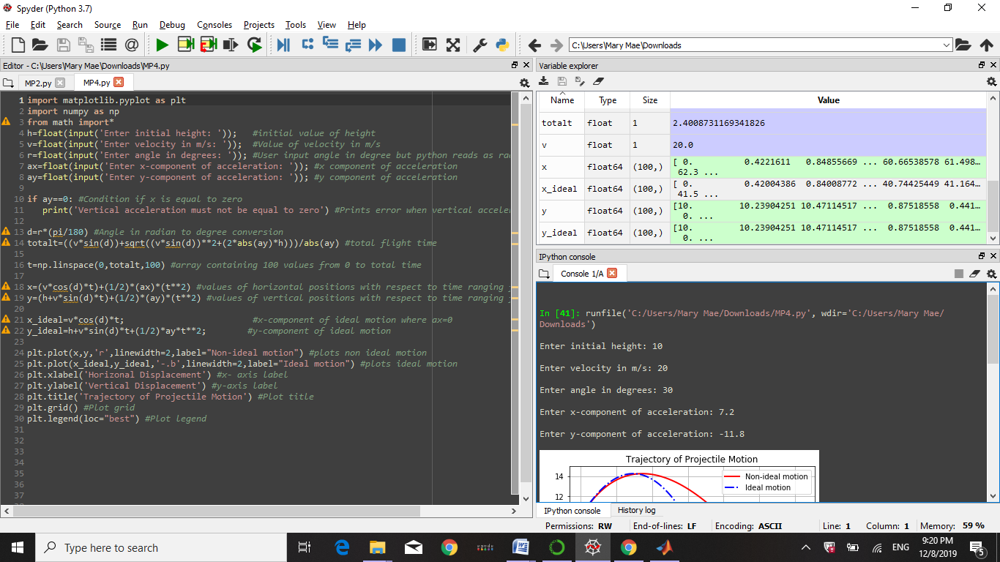 Spyder (Python 3.7)
File Edit Search Source Run Debug Consoles Projects Tools View Help
C:\Users\Mary Mae\Downloads
Editor - C:\Users\Mary Mae\Downloads\MP4.py
MP2.py MP4.py
1 import matplotlib.pyplot as plt
2 import numpy as np
3 from math import*
4 h=float(input('Enter initial height: ')); #initial value of height
5 v=float(input('Enter velocity in m/s: ')); #Value of velocity in m/s
6 r=float(input('Enter angle in degrees: ')); #User input angle in degree but python reads as rad
7 ax=float(input('Enter x-component of acceleration: ')); #x component of acceleration
8 ay=float(input('Enter y-component of acceleration: ')); #y component of acceleration
9
10 if ay==0: #Condition if x is equal to zero
11 print('Vertical acceleration must not be equal to zero') #Prints error when vertical acceler
12
13 d=r*(pi/180) #Angle in radian to degree conversion
14 totalt=((v*sin(d))+sqrt((v*sin(d))**2+(2*abs(ay)*h)))/abs(ay) #total flight time
15
16 t=np.linspace(0,totalt,100) #array containing 100 values from 0 to total time
17
18 x=(v*cos(d)*t)+(1/2)*(ax)*(t**2) #values of horizontal positions with respect to time ranging
19 y=(h+v*sin(d)*t)+(1/2)*(ay)*(t**2) #values of vertical positions with respect to time ranging
20
21 x_ideal=v*cos(d)*t; #x-component of ideal motion where ax=0
22 y_ideal=h+v*sin(d)*t+(1/2)*ay*t**2; #y-component of ideal motion
23
24 plt.plot(x,y,'r',linewidth=2,label="Non-ideal motion") #plots non ideal motion
25 plt.plot(x_ideal,y_ideal,'-.b',linewidth=2,label="Ideal motion") #plots ideal motion
26 plt.xlabel('Horizonal Displacement') #x- axis label
27 plt.ylabel('Vertical Displacement') #y-axis label
28 plt.title('Trajectory of Projectile Motion') #Plot title
29 plt.grid() #Plot grid
30 plt.legend(loc="best") #Plot legend
31
32
33
34
35
36
37
Variable explorer
Name Type Size Value
totalt float 1 2.4008731169341826
v float 1 20.0
x float64 (100,) [ 0. 0.4221611 0.84855669 ... 60.66538578 61.498…
62.3 ...
x_ideal float64 (100,) [ 0. 0.42004386 0.84008772 ... 40.74425449 41.164…
41.5 ...
y float64 (100,) [10. 10.23904251 10.47114517 ... 0.87518558 0.441…
0. ...
y_ideal float64 (100,) [10. 10.23904251 10.47114517 ... 0.87518558 0.441…
0. ...
IPython console
Console 1/A
In [41]: runfile('C:/Users/Mary Mae/Downloads/MP4.py', wdir='C:/Users/Mary Mae/
Downloads')
Enter initial height: 10
Enter velocity in m/s: 20
Enter angle in degrees: 30
Enter x-component of acceleration: 7.2
Enter y-component of acceleration: -11.8
Trajectory of Projectile Motion
14
12
Non-ideal motion
Ideal motion
IPython console History log
Permissions: RW End-of-lines: LF Encoding: ASCII Line: 1 Column: 1 Memory: 59 %
Type here to search
ENG
9:20 PM
12/8/2019
5